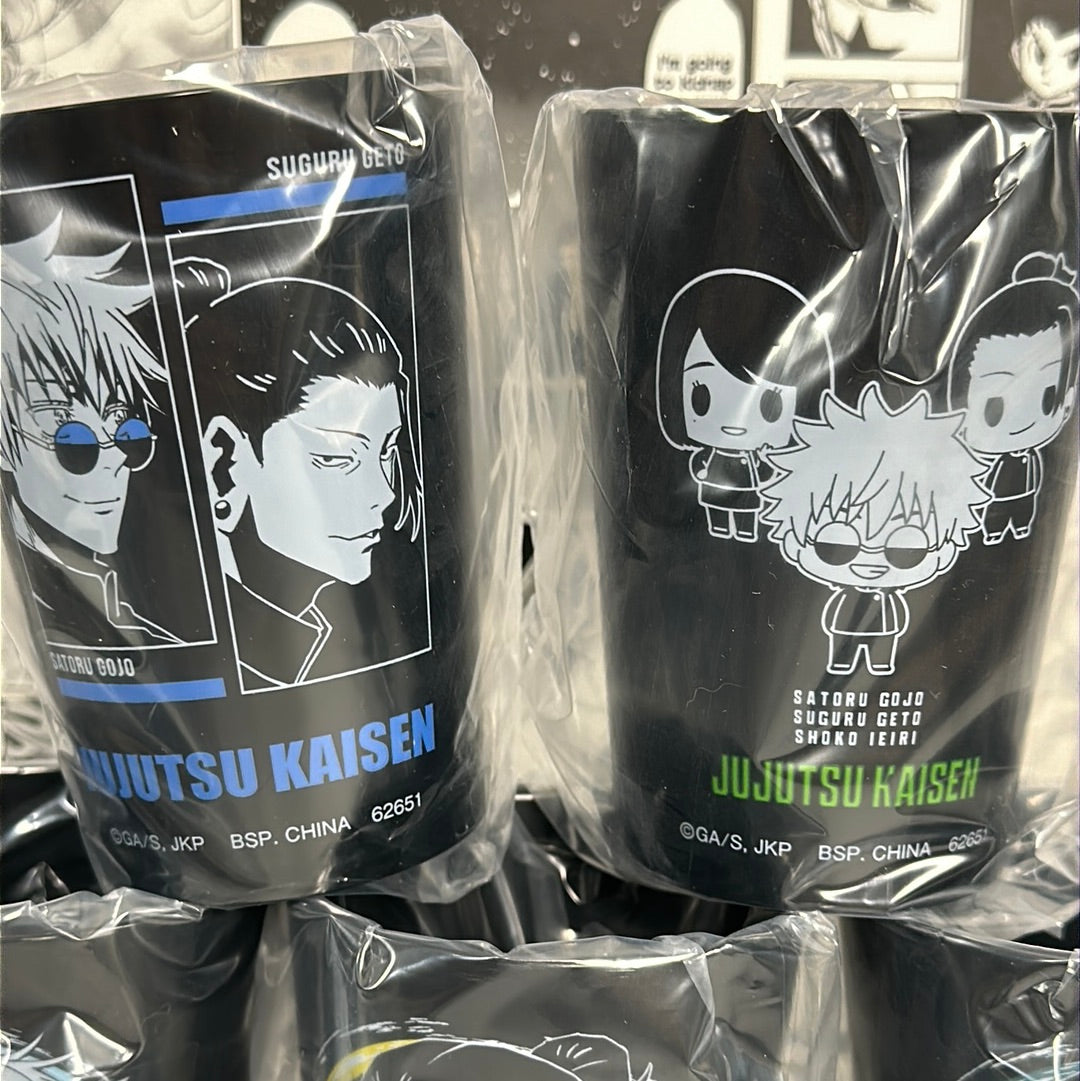 I'm going
SUGURU GETO
SATORU GOJO
JUJUTSU KAISEN
©GA/S, JKP BSP. CHINA 62651
SATORU GOJO
SUGURU GETO
SHOKO IEIRI
JUJUTSU KAISEN
©GA/S, JKP BSP. CHINA 62651